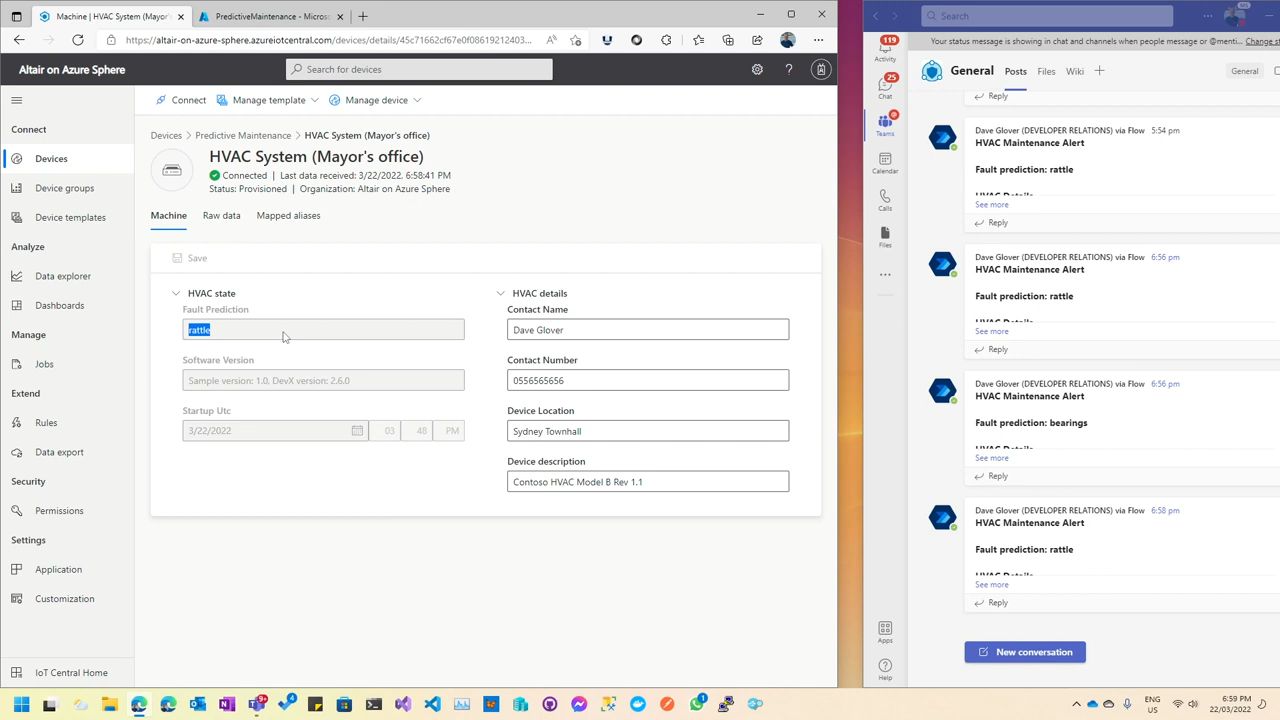 Machine | HVAC System (Mayor's
PredictiveMaintenance - Micros
https://altair-on-azure-sphere.azureiotcentral.com/devices/details/45c71662cf67e0f08619212403...
Altair on Azure Sphere
Search for devices
Connect
Manage template
Manage device
Devices > Predictive Maintenance > HVAC System (Mayor's office)
HVAC System (Mayor's office)
Connected | Last data received: 3/22/2022. 6:58:41 PM
Status: Provisioned | Organization: Altair on Azure Sphere
Machine
Raw data
Mapped aliases
Save
HVAC state
Fault Prediction
rattle
Software Version
Sample version: 1.0, DevX version: 2.6.0
Startup Utc
3/22/2022
03
48
PM
HVAC details
Contact Name
Dave Glover
Contact Number
0556565656
Device Location
Sydney Townhall
Device description
Contoso HVAC Model B Rev 1.1
Connect
Devices
Device groups
Device templates
Analyze
Data explorer
Dashboards
Manage
Jobs
Extend
Rules
Data export
Security
Permissions
Settings
Application
Customization
IoT Central Home
Search
Your status message is showing in chat and channels when people message or @menti...
Change st
119
Activity
25
Chat
@
Teams
Calendar
Calls
Files
Apps
Help
General
Posts
Files
Wiki
General
Reply
Dave Glover (DEVELOPER RELATIONS) via Flow 5:54 pm
HVAC Maintenance Alert
Fault prediction: rattle
HVAC Details
See more
Reply
Dave Glover (DEVELOPER RELATIONS) via Flow 6:56 pm
HVAC Maintenance Alert
Fault prediction: rattle
HVAC Details
See more
Reply
Dave Glover (DEVELOPER RELATIONS) via Flow 6:56 pm
HVAC Maintenance Alert
Fault prediction: bearings
HVAC Details
See more
Reply
Dave Glover (DEVELOPER RELATIONS) via Flow 6:58 pm
HVAC Maintenance Alert
Fault prediction: rattle
HVAC Details
See more
Reply
New conversation
9+
4
1
ENG
US
6:59 PM
22/03/2022